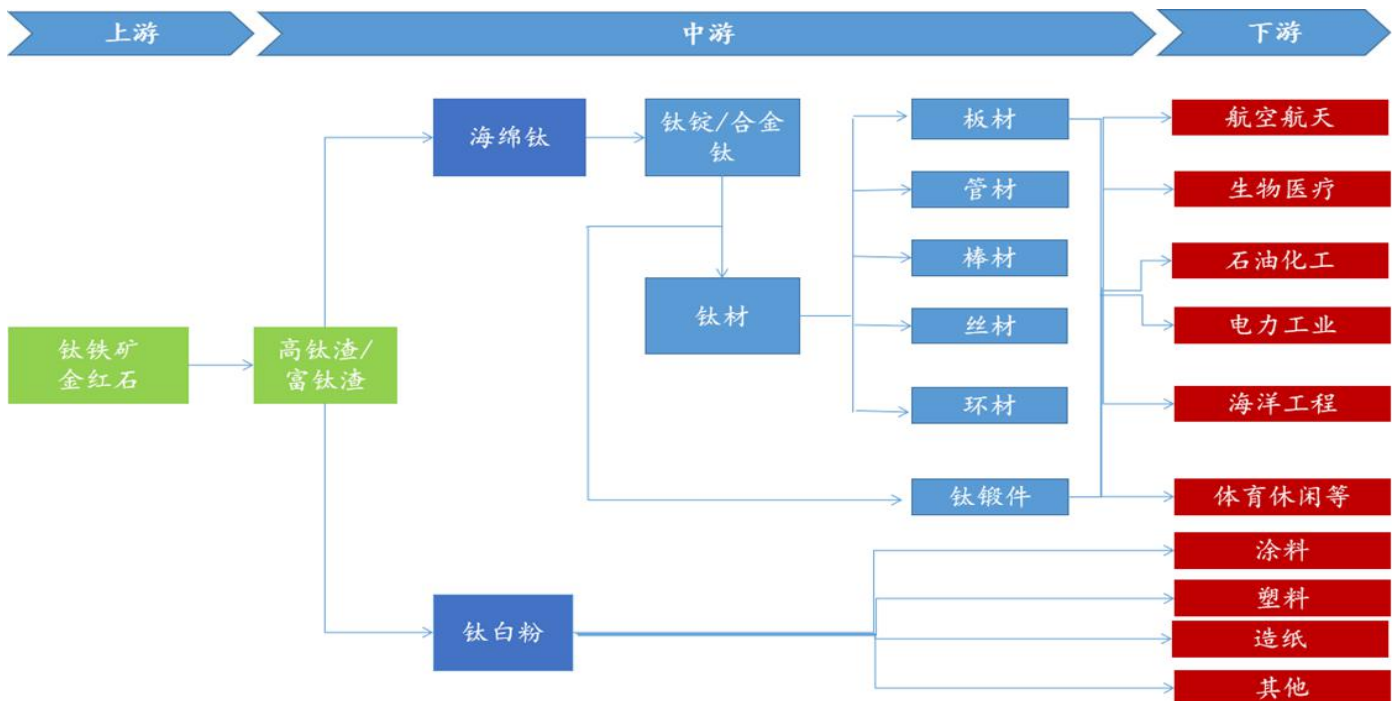 上游
中游
下游
海绵钛
钛锭/合金
钛
板材
航空航天
管材
生物医疗
棒材
石油化工
钛材
丝材
电力工业
钛铁矿
金红石
高钛渣/
富钛渣
环材
海洋工程
钛锻件
体育休闲等
涂料
钛白粉
塑料
造纸
其他